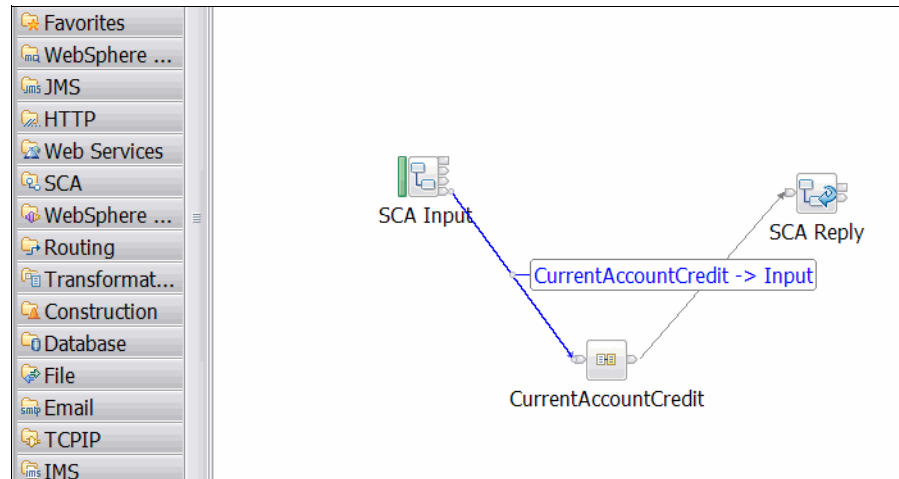 Favorites
WebSphere ...
JMS
HTTP
Web Services
SCA
WebSphere ...
Routing
Transformat...
Construction
Database
File
Email
TCPIP
IMS
SCA Input
SCA Reply
CurrentAccountCredit -> Input
CurrentAccountCredit